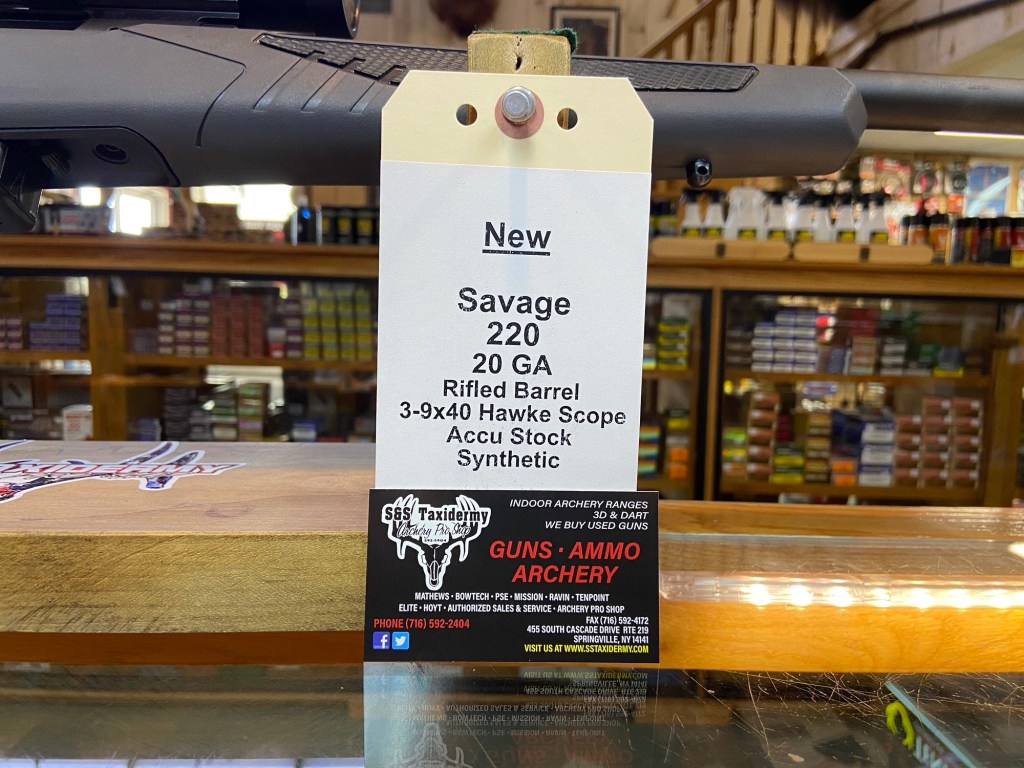 New
Savage
220
20 GA
Rifled Barrel
3-9x40 Hawke Scope
Accu Stock
Synthetic
TAXIDERMY
S&S Taxidermy
Archery Pro Shop
592-2404
INDOOR ARCHERY RANGES
3D & DART
WE BUY USED GUNS
GUNS · AMMO
ARCHERY
MATHEWS • BOWTECH • PSE • MISSION • RAVIN • TENPOINT
ELITE • HOYT • AUTHORIZED SALES & SERVICE • ARCHERY PRO SHOP
PHONE (716) 592-2404
FAX (716) 592-4172
455 SOUTH CASCADE DRIVE RTE 219
SPRINGVILLE, NY 14141
VISIT US AT WWW.SSTAXIDERMY.COM